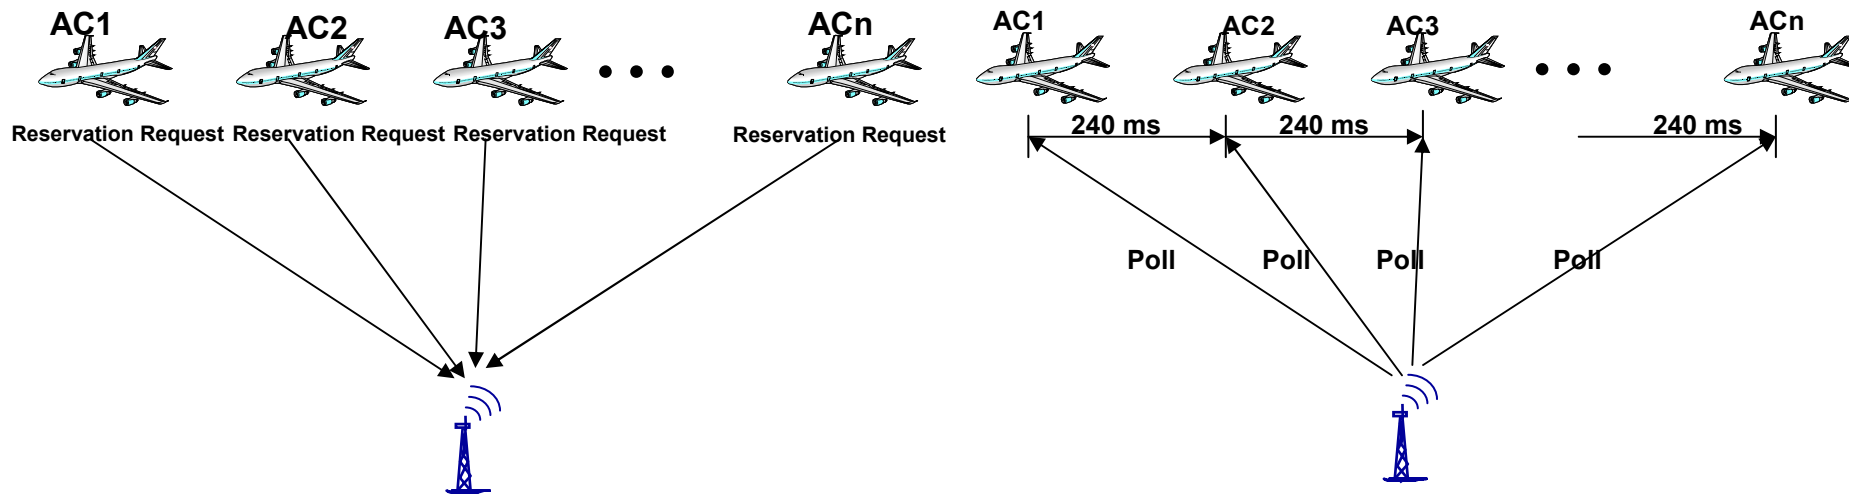 AC1 AC2 AC3 ACn
Reservation Request Reservation Request Reservation Request Reservation Request
AC1 AC2 AC3 ACn
240 ms 240 ms 240 ms
Poll Poll Poll Poll